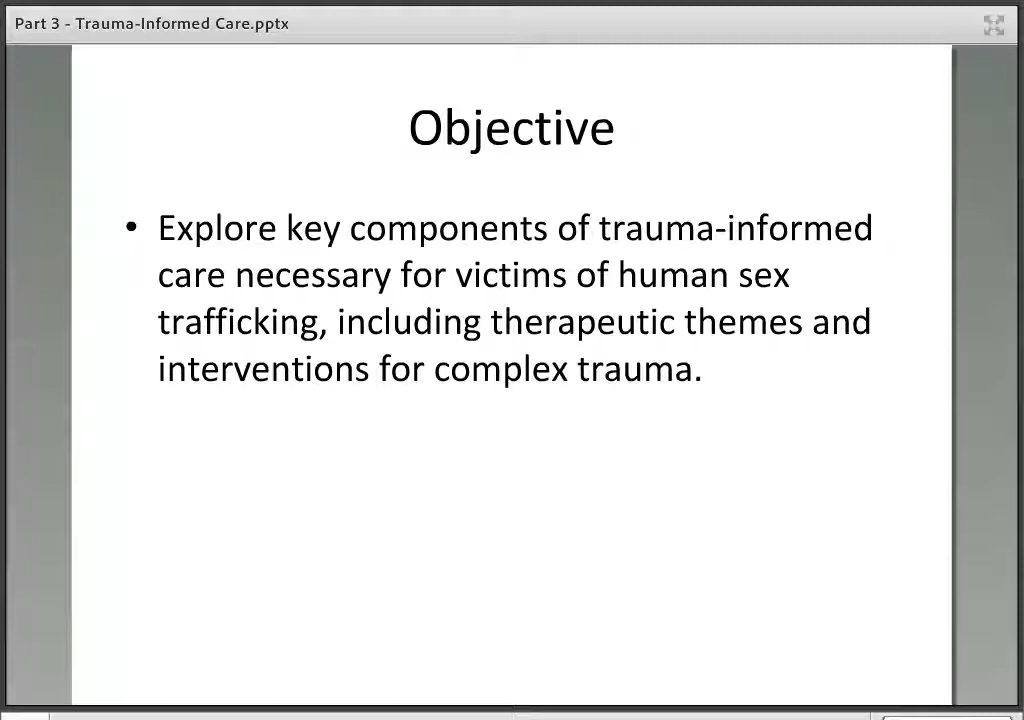 Part 3 - Trauma-Informed Care.pptx
Objective
• Explore key components of trauma-informed
care necessary for victims of human sex
trafficking, including therapeutic themes and
interventions for complex trauma.